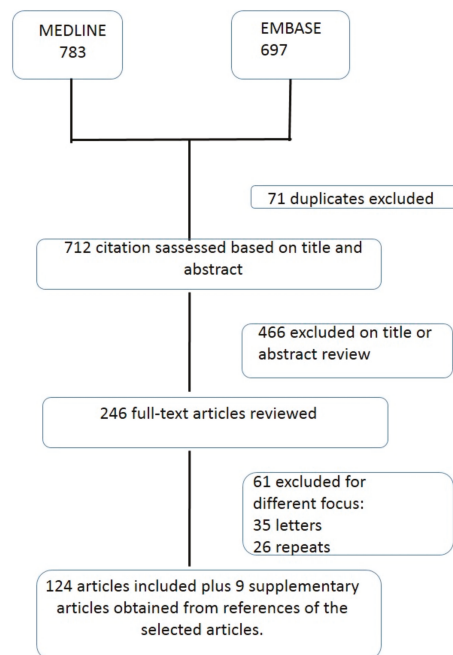 MEDLINE
783
EMBASE
697
71 duplicates excluded
712 citation sassessed based on title and
abstract
466 excluded on title or
abstract review
246 full-text articles reviewed
61 excluded for
different focus:
35 letters
26 repeats
124 articles included plus 9 supplementary
articles obtained from references of the
selected articles.